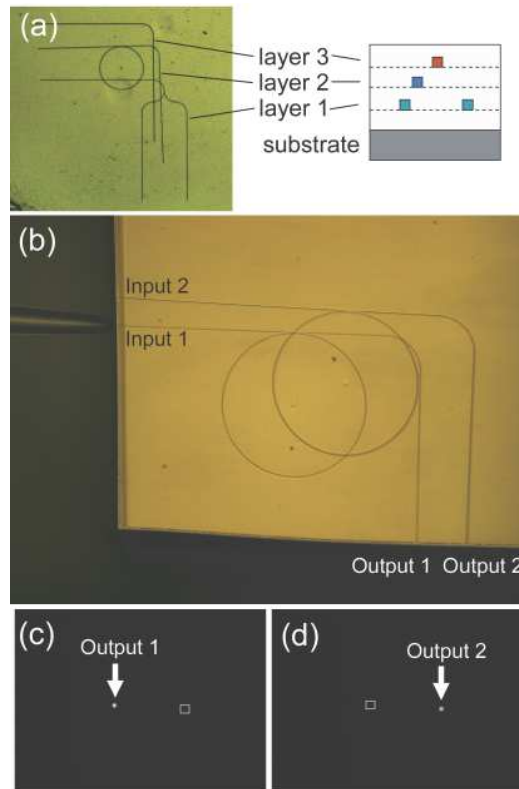 (a)
layer 3
layer 2
layer 1
substrate
(b)
Input 2
Input 1
Output 1 Output 2
(c)
Output 1
(d)
Output 2